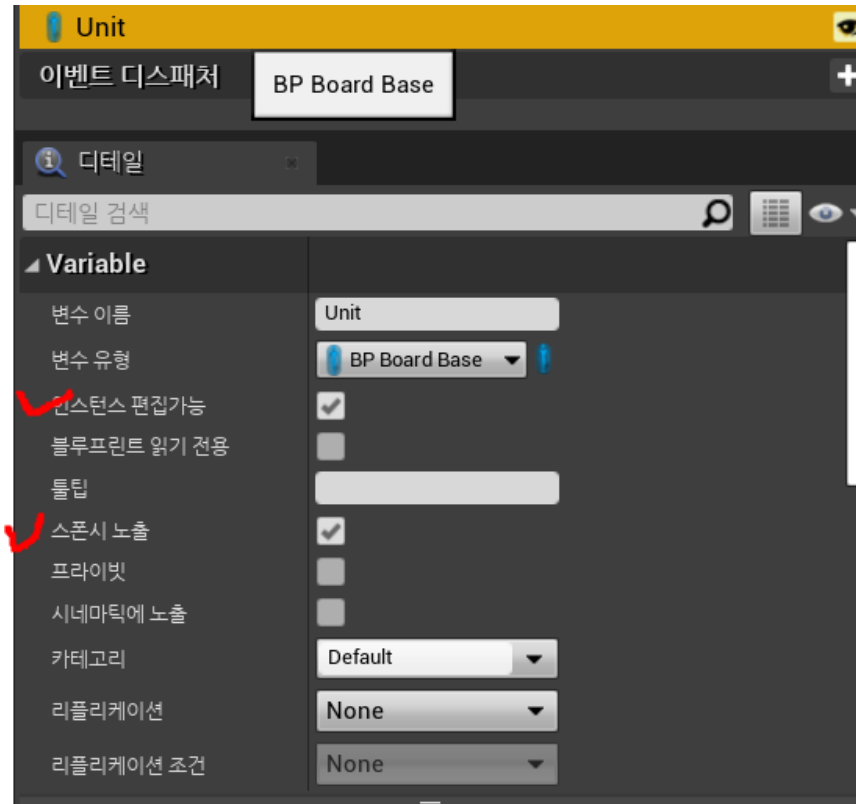 Unit
이벤트 디스패처
BP Board Base
디테일
디테일 검색
Variable
변수 이름 Unit
변수 유형 BP Board Base
인스턴스 편집가능
블루프린트 읽기 전용
툴팁
스폰시 노출
프라이빗
시네마틱에 노출
카테고리 Default
리플리케이션 None
리플리케이션 조건 None